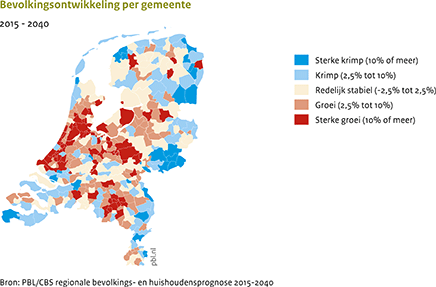 Bevolkingsontwikkeling per gemeente
2015 - 2040
Sterke krimp (10% of meer)
Krimp (2,5% tot 10%)
Redelijk stabiel (-2,5% tot 2,5%)
Groei (2,5% tot 10%)
Sterke groei (10% of meer)
pbl.nl
Bron: PBL/CBS regionale bevolkings- en huishoudensprognose 2015-2040